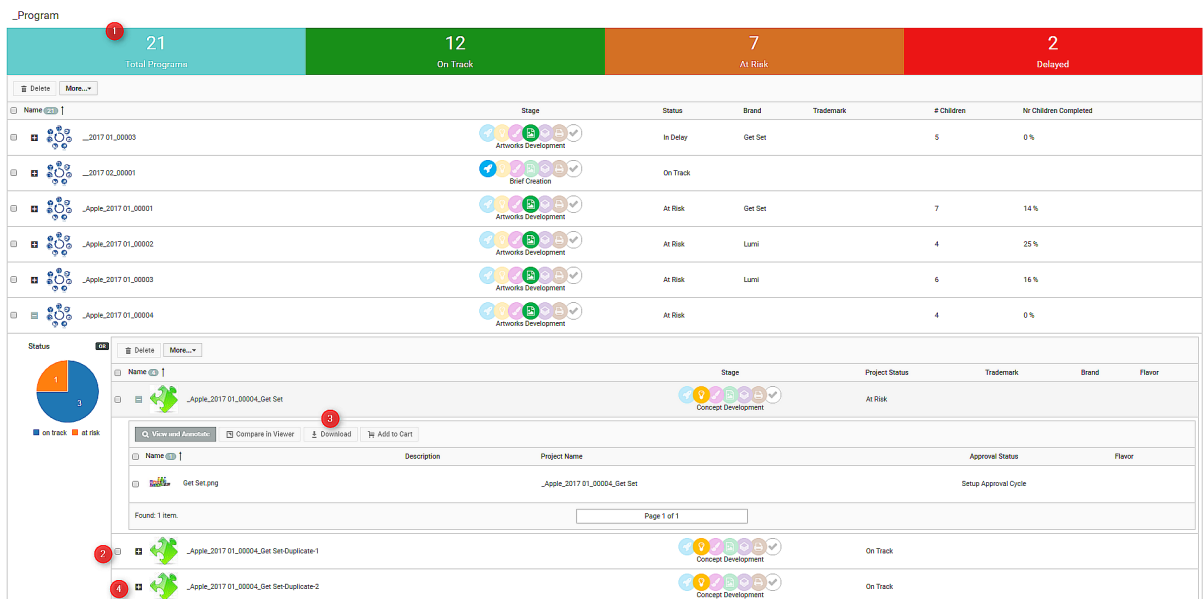 _Program
1
21
Total Programs
12
On Track
7
At Risk
2
Delayed
Delete More...
Name 21 Stage Status Brand Trademark # Children Nr Children Completed
__2017 01_00003 Artworks Development In Delay Get Set 5 0 %
__2017 02_00001 Brief Creation On Track
_Apple_2017 01_00001 Artworks Development At Risk Get Set 7 14 %
_Apple_2017 01_00002 Artworks Development At Risk Lumi 4 25 %
_Apple_2017 01_00003 Artworks Development At Risk Lumi 6 16 %
_Apple_2017 01_00004 Artworks Development At Risk 4 0 %
Status OR
1
3
on track at risk
Delete More...
Name 4 Stage Project Status Trademark Brand Flavor
_Apple_2017 01_00004_Get Set Concept Development At Risk
3
View and Annotate Compare in Viewer Download Add to Cart
Name 1 Description Project Name Approval Status Flavor
Get Set.png _Apple_2017 01_00004_Get Set Setup Approval Cycle
Found: 1 item. Page 1 of 1
2 _Apple_2017 01_00004_Get Set-Duplicate-1 Concept Development On Track
4 _Apple_2017 01_00004_Get Set-Duplicate-2 Concept Development On Track